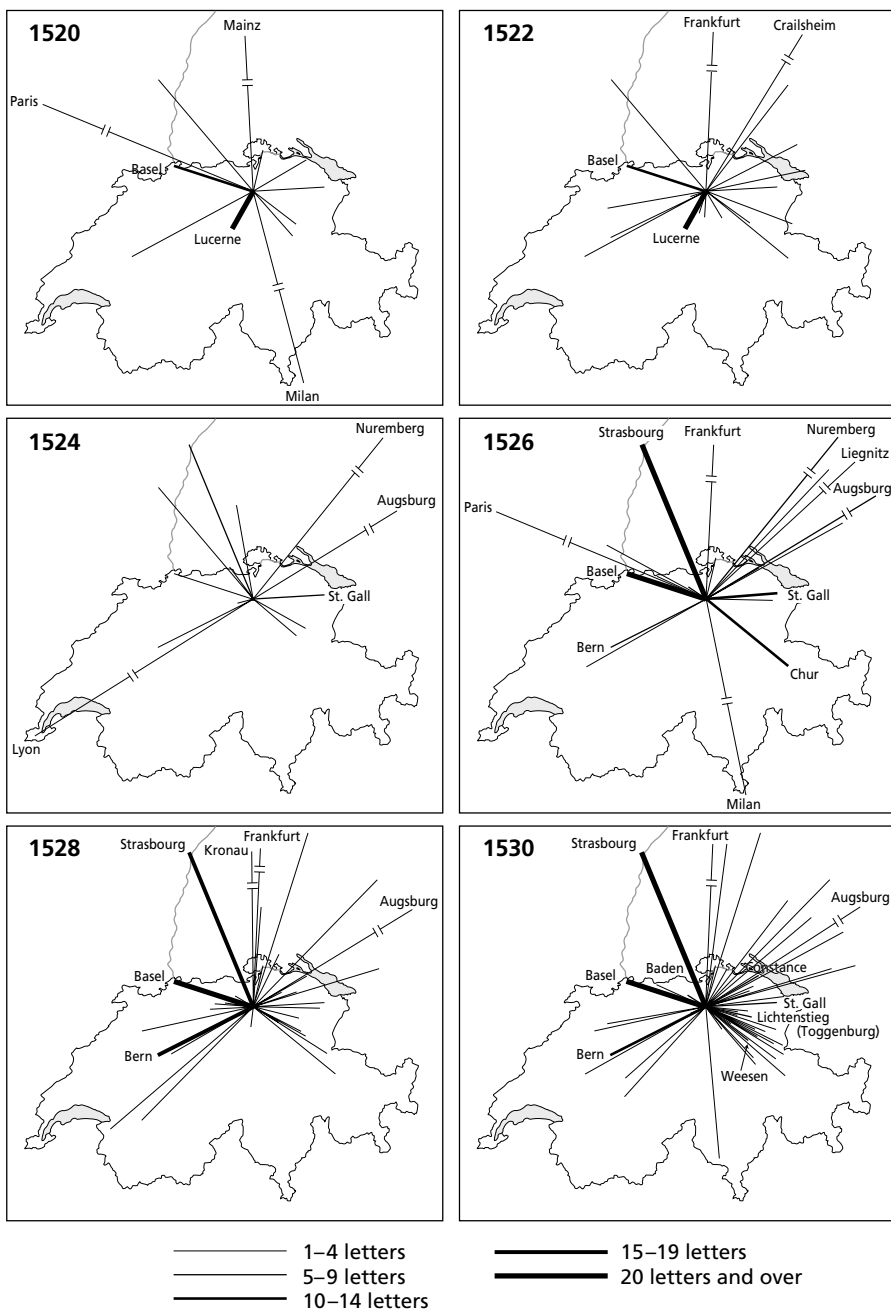 1520
Mainz
Paris
Basel
Lucerne
Milan
1522
Frankfurt
Crailsheim
Basel
Lucerne
1524
Nuremberg
Augsburg
St. Gall
Lyon
1526
Strasbourg
Frankfurt
Nuremberg
Liegnitz
Augsburg
Paris
Basel
St. Gall
Bern
Chur
Milan
1528
Strasbourg
Frankfurt
Kronau
Augsburg
Basel
Bern
1530
Strasbourg
Frankfurt
Augsburg
Basel
Baden
Constance
St. Gall
Lichtenstieg
(Toggenburg)
Bern
Weesen
1–4 letters
5–9 letters
10–14 letters
15–19 letters
20 letters and over